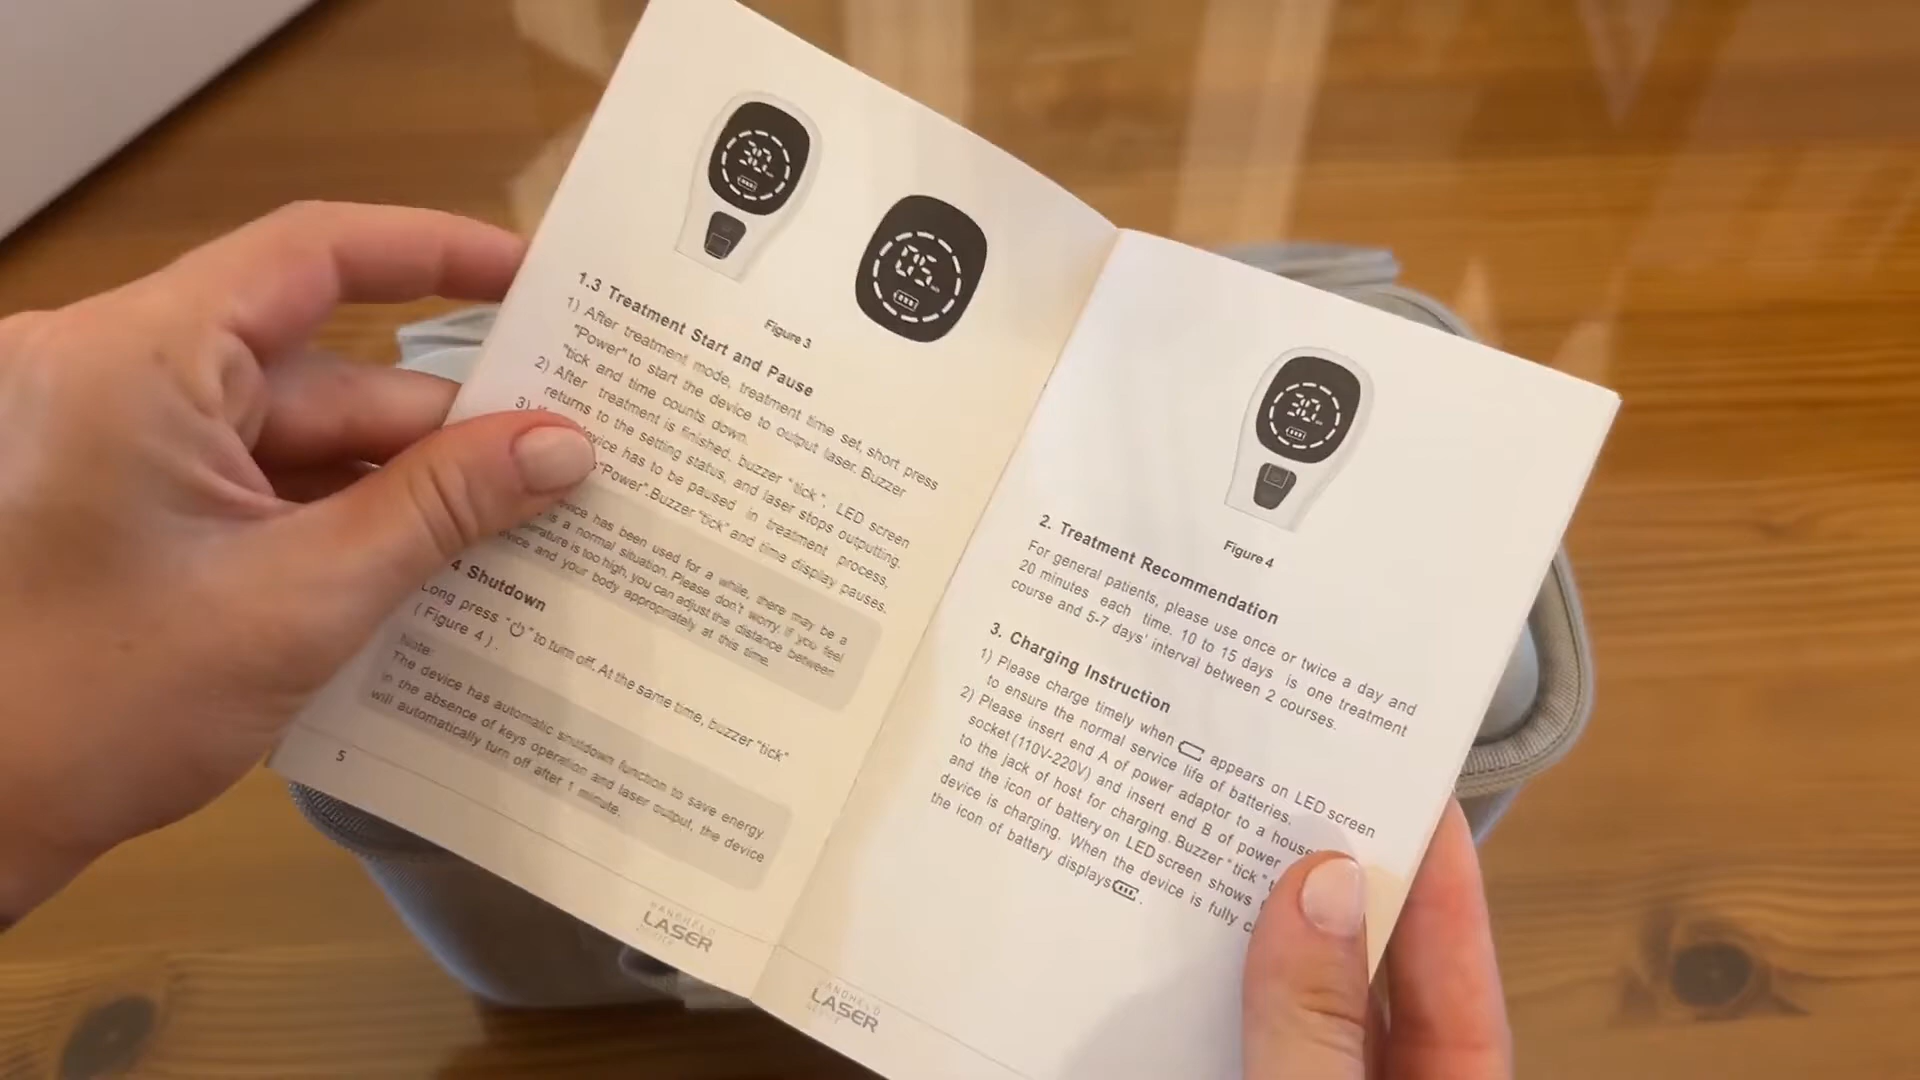 30
05
Figure 3
1.3 Treatment Start and Pause
1) After treatment mode, treatment time set, short press
"Power" to start the device to output laser. Buzzer
"tick and time counts down.
2) After treatment is finished, buzzer "tick", LED screen
returns to the setting status, and laser stops outputting.
3) device has to be paused in treatment process,
"Power".Buzzer "tick" and time display pauses.
has been used for a while, there may be a
is a normal situation. Please don't worry, if you feel
is too high, you can adjust the distance between
and your body appropriately at this time.
4 Shutdown
Long press "⏻" to turn off. At the same time, buzzer "tick"
( Figure 4 ) .
Note:
The device has automatic shutdown function to save energy.
In the absence of keys operation and laser output, the device
will automatically turn off after 1 minute.
5
HANDHELD
LASER
DEVICE
30
Figure 4
2. Treatment Recommendation
For general patients, please use once or twice a day and
20 minutes each time. 10 to 15 days is one treatment
course and 5-7 days' interval between 2 courses.
3. Charging Instruction
1) Please charge timely when appears on LED screen
to ensure the normal service life of batteries.
2) Please insert end A of power adaptor to a
socket (110V-220V) and insert end B of power
to the jack of host for charging. Buzzer "tick"
and the icon of battery on LED screen shows
device is charging. When the device is fully
the icon of battery displays .
HANDHELD
LASER
DEVICE